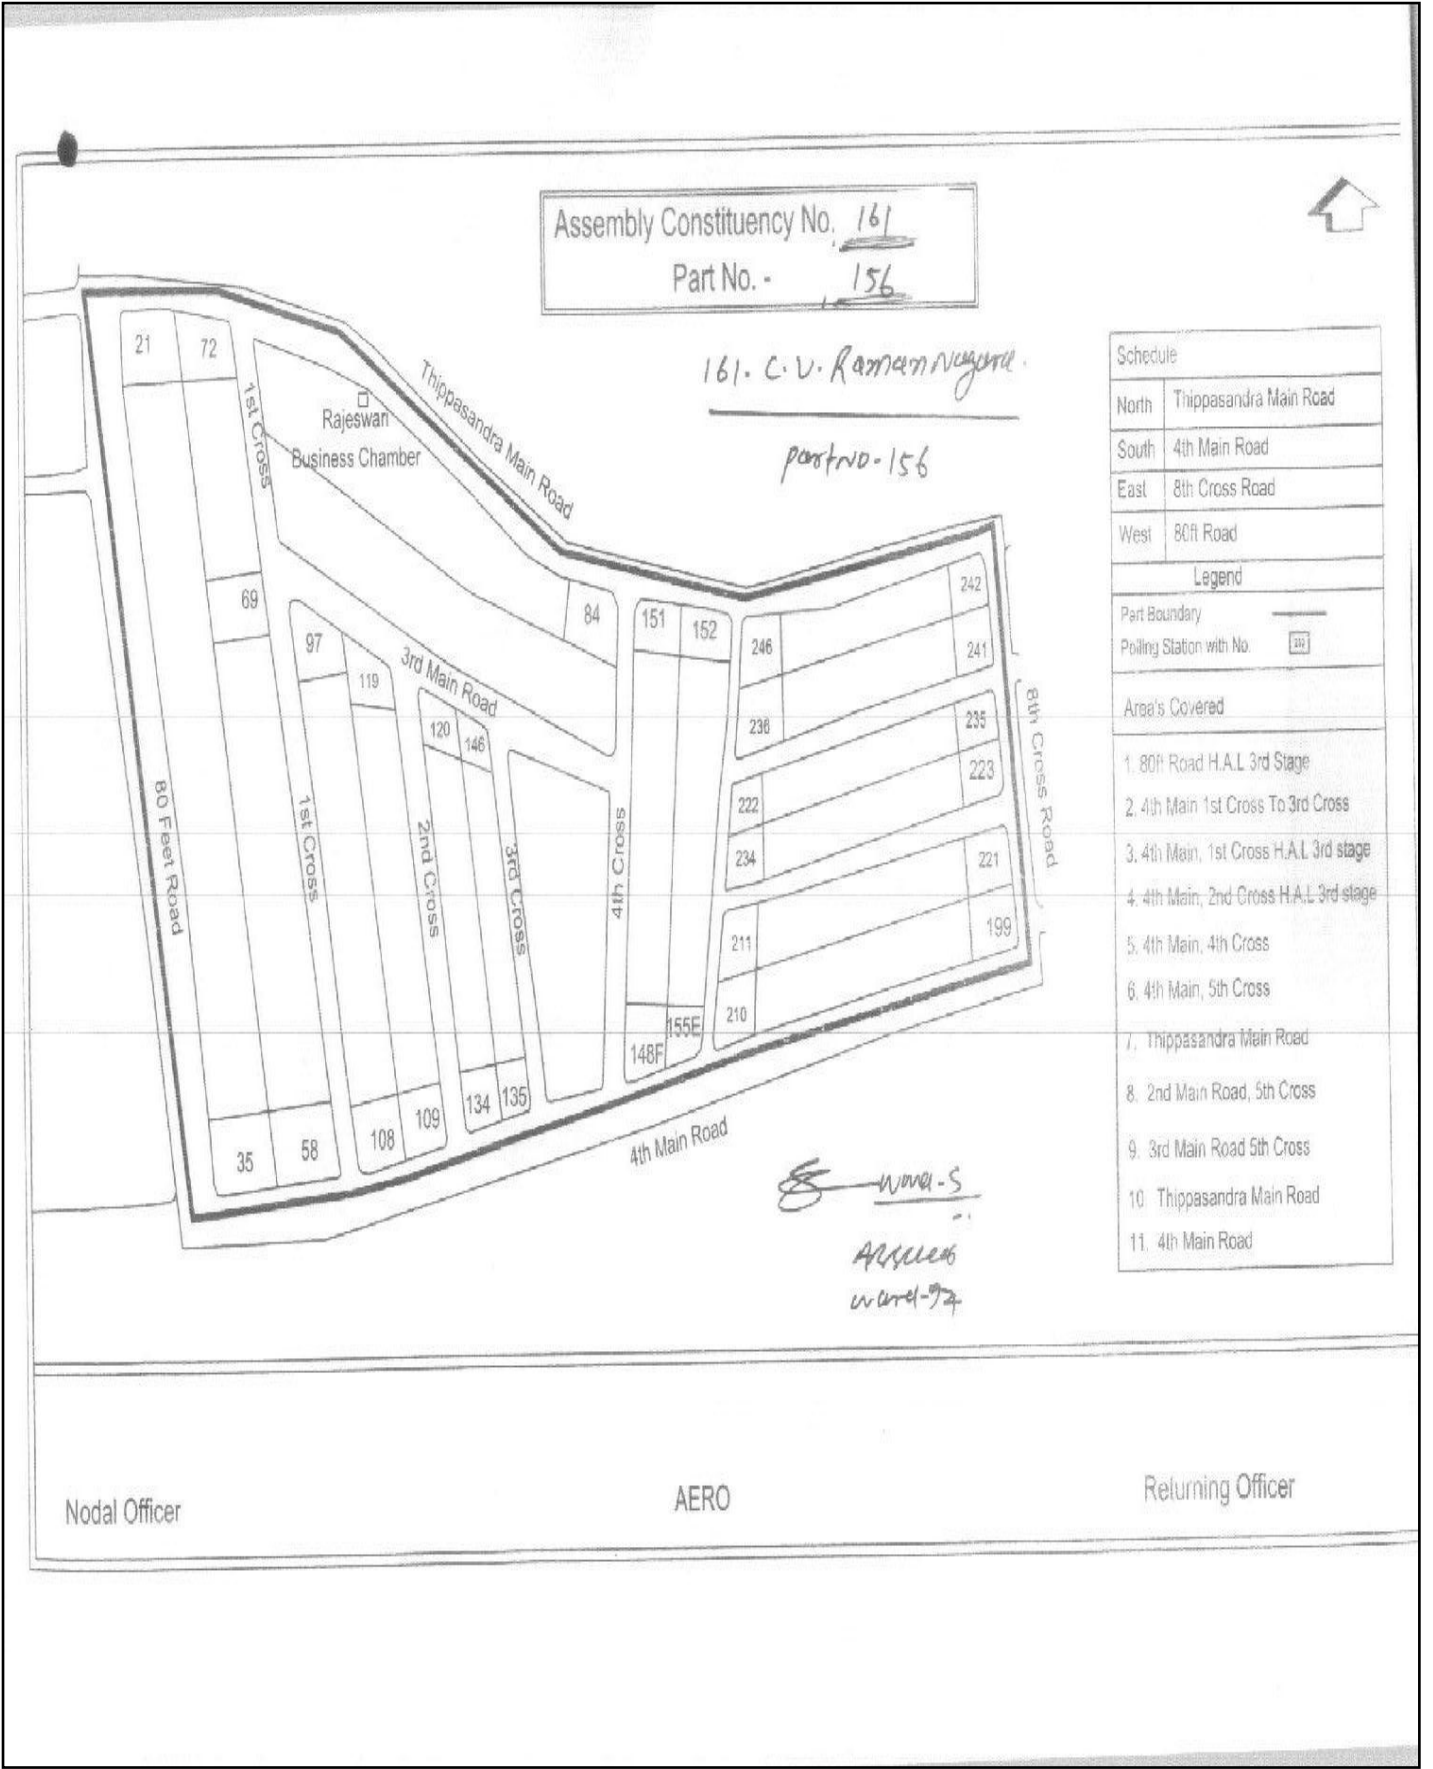 Assembly Constituency No. 161
Part No. - 156
161. C. V. Raman Nagara.
part no-156
Schedule
North Thippasandra Main Road
South 4th Main Road
East 8th Cross Road
West 80ft Road
Legend
Part Boundary
Polling Station with No.
Area's Covered
1. 80ft Road H.A.L 3rd Stage
2. 4th Main 1st Cross To 3rd Cross
3. 4th Main, 1st Cross H.A.L 3rd stage
4. 4th Main, 2nd Cross H.A.L 3rd stage
5. 4th Main, 4th Cross
6. 4th Main, 5th Cross
7. Thippasandra Main Road
8. 2nd Main Road, 5th Cross
9. 3rd Main Road 5th Cross
10 Thippasandra Main Road
11. 4th Main Road
21
72
1st Cross
Rajeswari
Business Chamber
Thippasandra Main Road
69
84
151
152
246
242
241
97
119
3rd Main Road
120
146
236
235
223
8th Cross Road
80 Feet Road
1st Cross
2nd Cross
3rd Cross
4th Cross
222
234
221
211
199
210
155E
148F
35
58
108
109
134
135
4th Main Road
ward-
Nodal Officer
AERO
Returning Officer